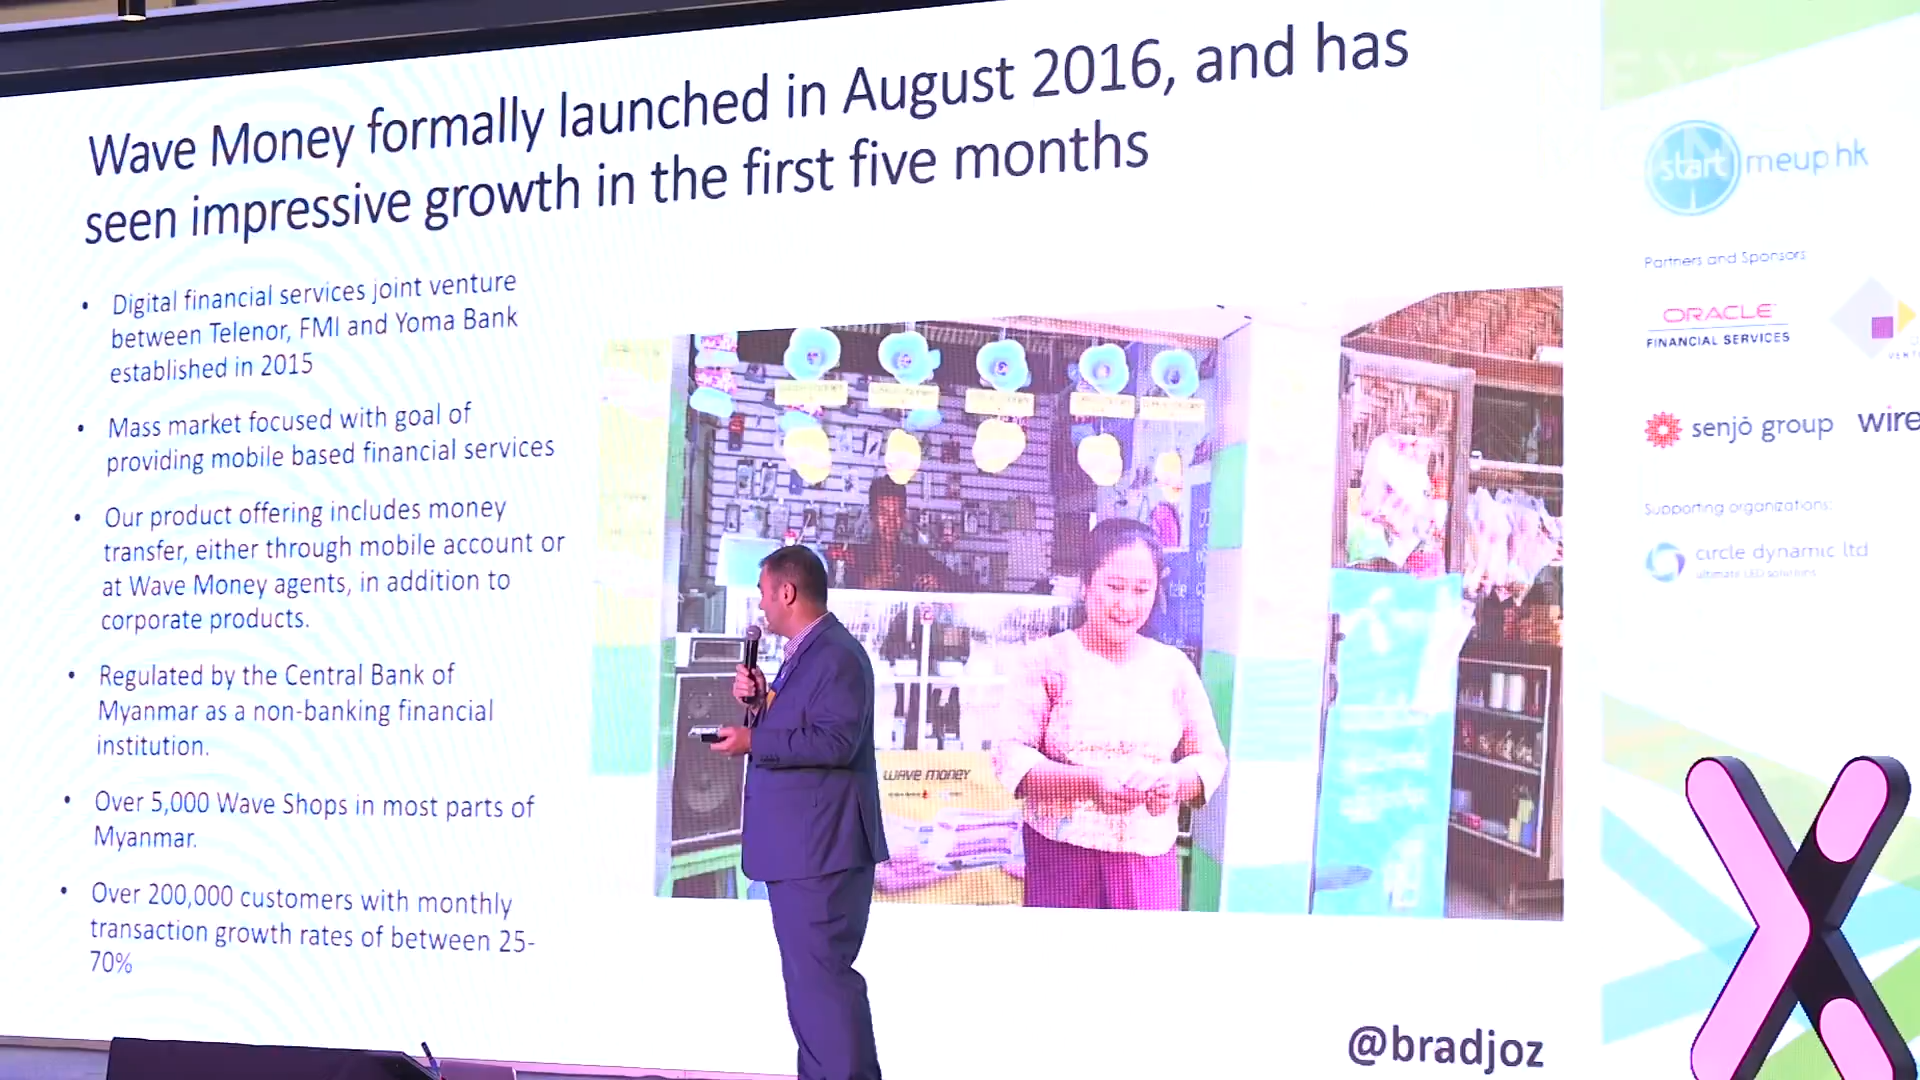 Wave Money formally launched in August 2016, and has
seen impressive growth in the first five months
• Digital financial services joint venture
between Telenor, FMI and Yoma Bank
established in 2015
• Mass market focused with goal of
providing mobile based financial services
• Our product offering includes money
transfer, either through mobile account or
at Wave Money agents, in addition to
corporate products.
• Regulated by the Central Bank of
Myanmar as a non-banking financial
institution.
• Over 5,000 Wave Shops in most parts of
Myanmar.
• Over 200,000 customers with monthly
transaction growth rates of between 25-
70%
WAVE MONEY
@bradjoz
start meup hk
Partners and Sponsors
ORACLE
FINANCIAL SERVICES
senjō group
wire
Supporting organizations:
circle dynamic ltd
ultimate LED solutions